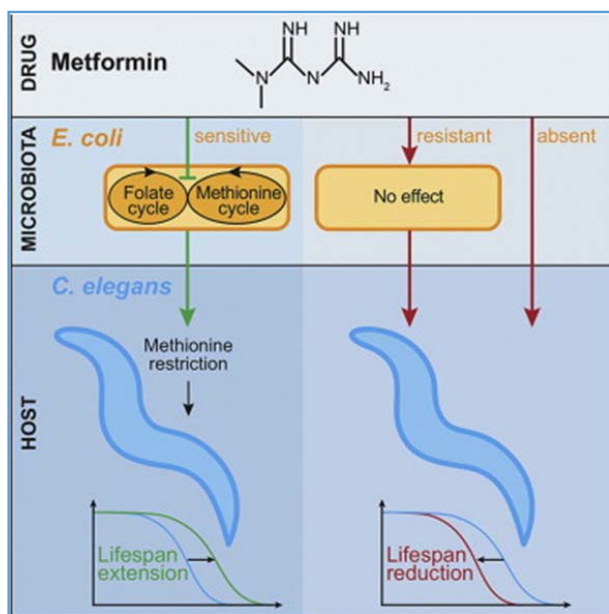 DRUG
Metformin
NH
NH
N
N
NH2
MICROBIOTA
E. coli
sensitive
resistant
absent
Folate
cycle
Methionine
cycle
No effect
HOST
C. elegans
Methionine
restriction
Lifespan
extension
Lifespan
reduction